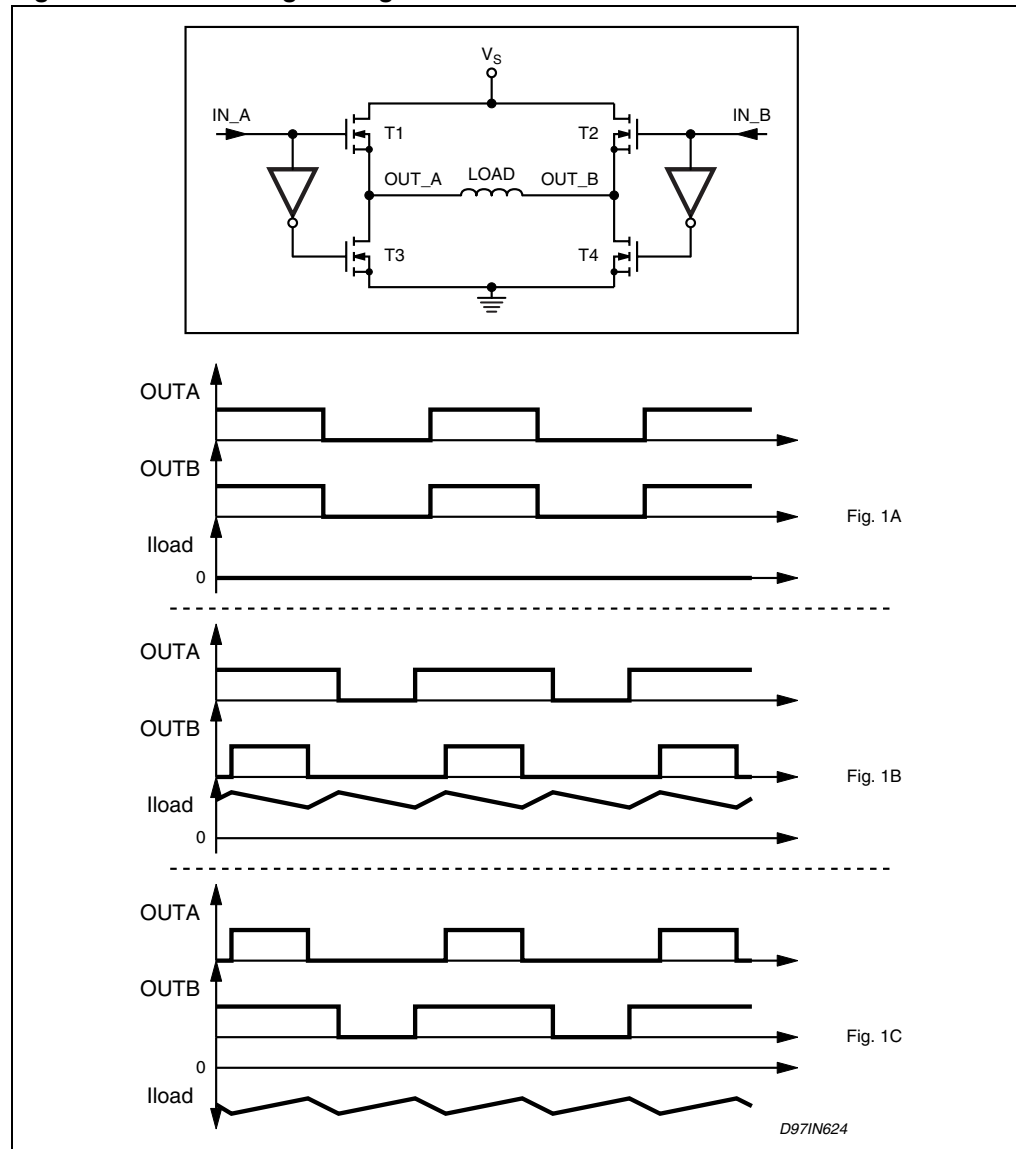 V_S
IN_A
IN_B
T1
T2
OUT_A LOAD OUT_B
T3
T4
OUTA
OUTB
Fig. 1A
Iload
0
OUTA
OUTB
Fig. 1B
Iload
0
OUTA
OUTB
Fig. 1C
0
Iload
D97IN624